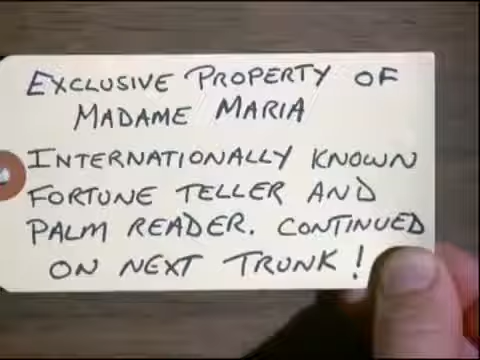 EXCLUSIVE PROPERTY OF
MADAME MARIA
INTERNATIONALLY KNOWN
FORTUNE TELLER AND
PALM READER. CONTINUED
ON NEXT TRUNK!